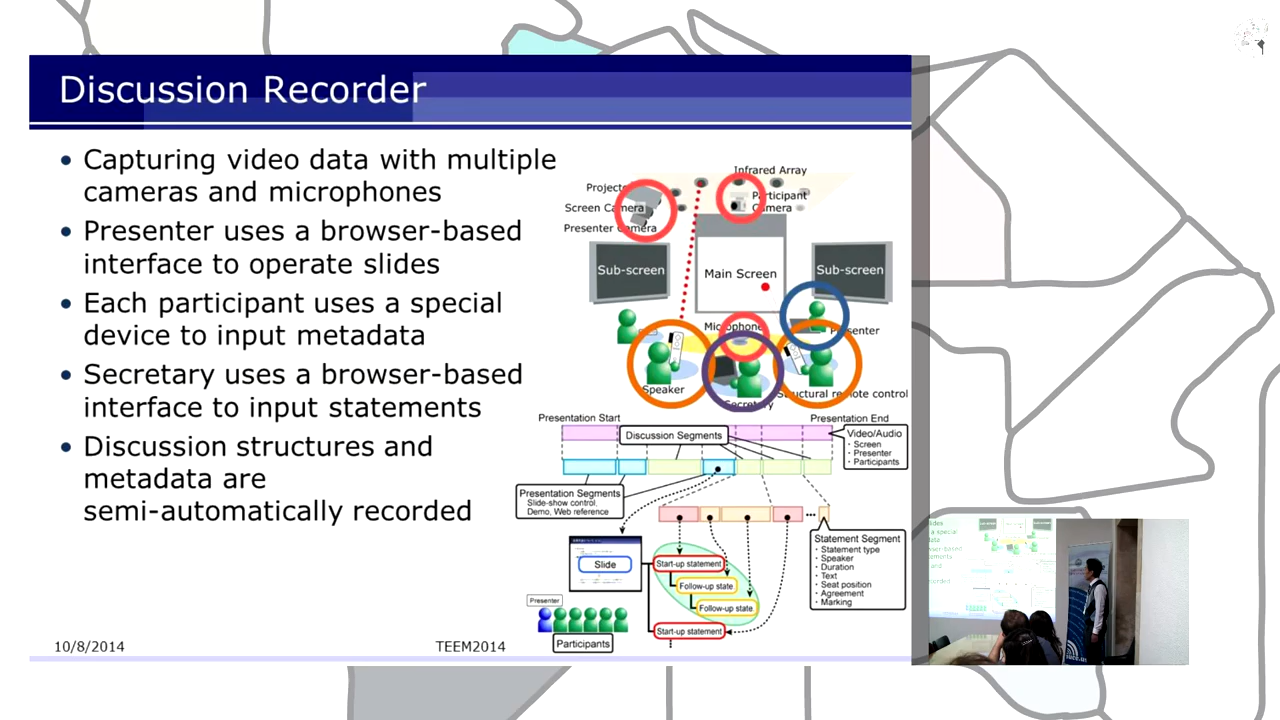 Discussion Recorder
• Capturing video data with multiple
cameras and microphones
• Presenter uses a browser-based
interface to operate slides
• Each participant uses a special
device to input metadata
• Secretary uses a browser-based
interface to input statements
• Discussion structures and
metadata are
semi-automatically recorded
10/8/2014
TEEM2014
Infrared Array
Participant
Camera
Screen Camera
Presenter Camera
Sub-screen
Main Screen
Sub-screen
Microphone
Presenter
Speaker
Secretary
Structural remote control
Presentation Start
Presentation End
Discussion Segments
Video/Audio
・Screen
・Presenter
・Participants
Presentation Segments
Slide-show control,
Demo, Web reference
Statement Segment
・Statement type
・Speaker
・Duration
・Text
・Seat position
・Agreement
・Marking
Slide
Start-up statement
Follow-up state
Follow-up state
Start-up statement
Presenter
Participants